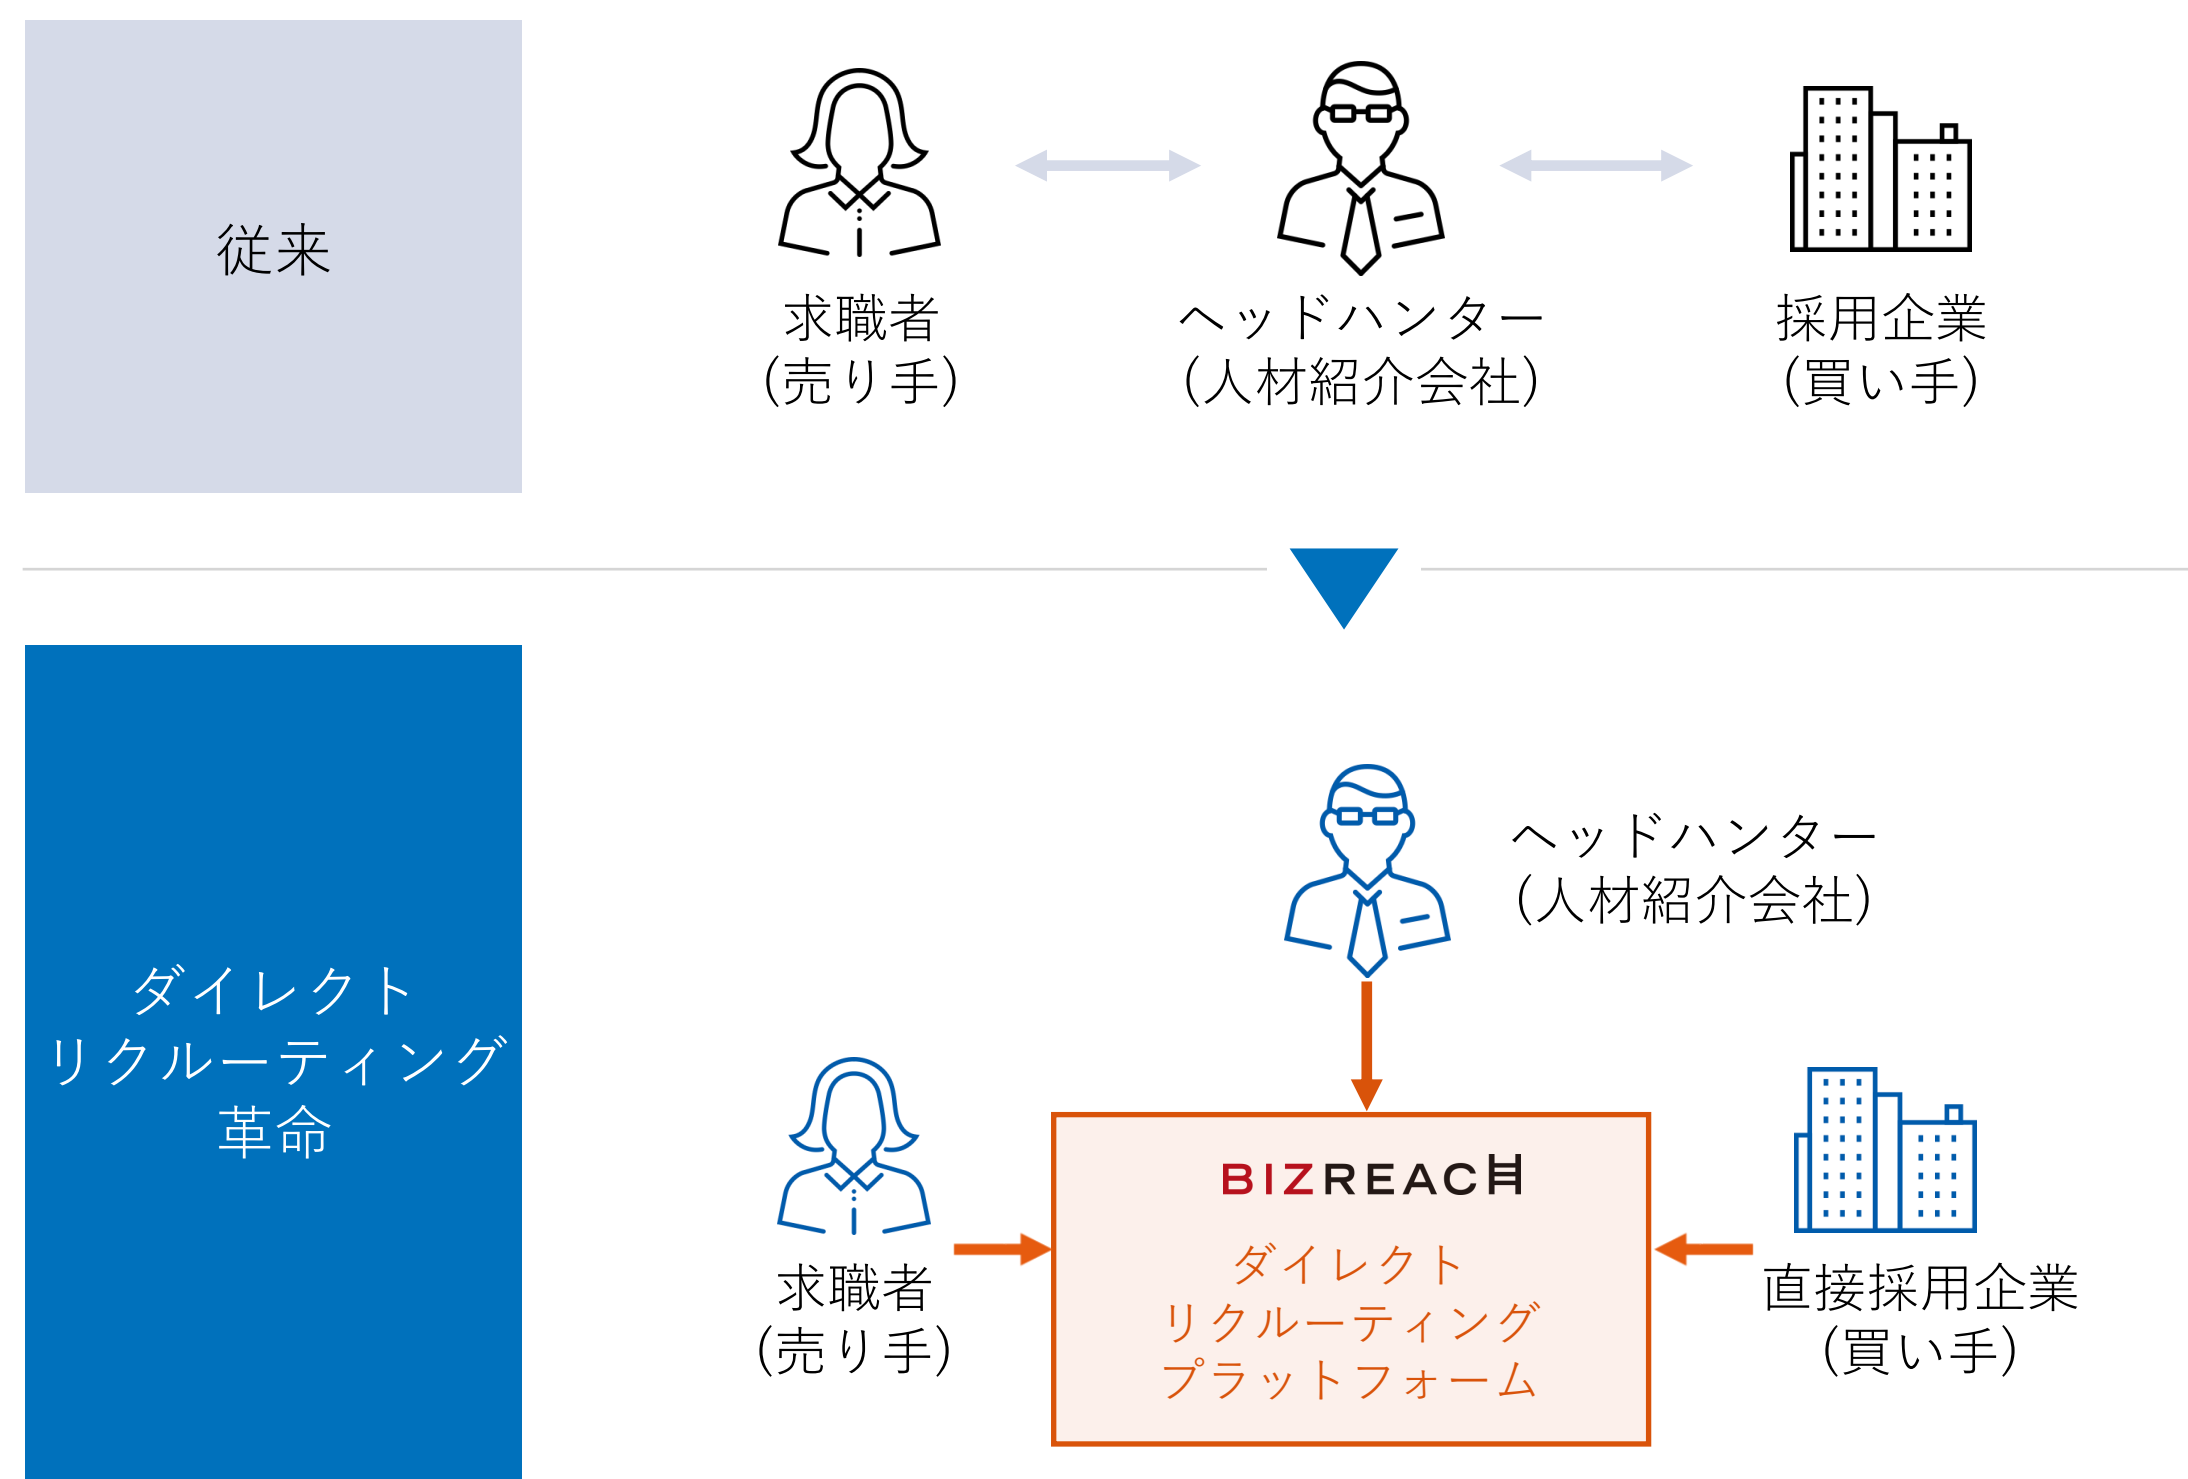 従来
求職者
(売り手)
ヘッドハンター
(人材紹介会社)
採用企業
(買い手)
ダイレクト
リクルーティング
革命
ヘッドハンター
(人材紹介会社)
求職者
(売り手)
BIZREACH
ダイレクト
リクルーティング
プラットフォーム
直接採用企業
(買い手)